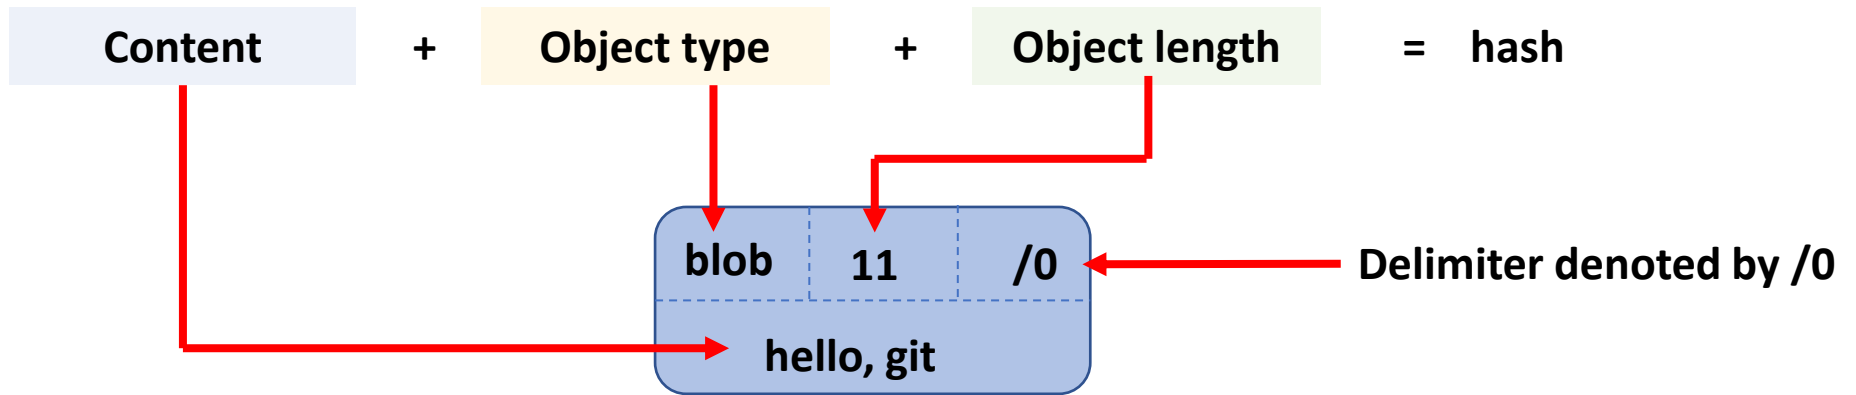 Content + Object type + Object length = hash
blob 11 /0
Delimiter denoted by /0
hello, git